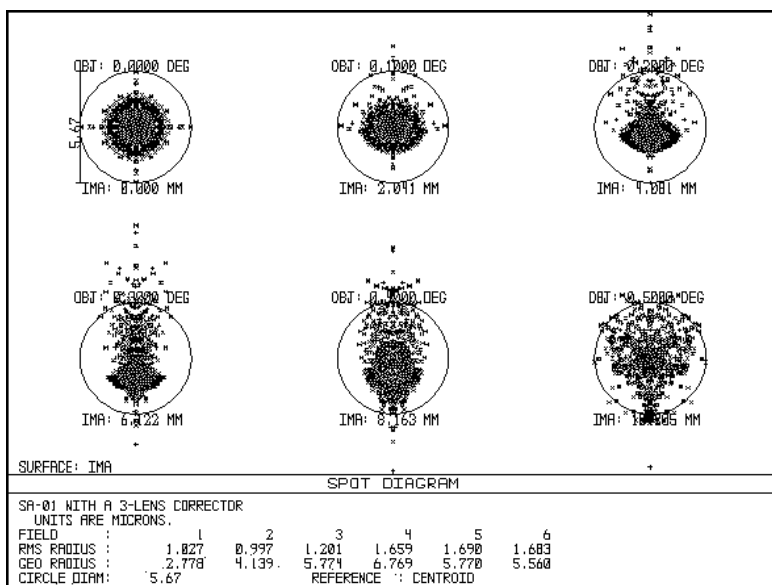 OBJ: 0.0000 DEG
OBJ: 0.1000 DEG
OBJ: 0.2000 DEG
5.67
IMA: 0.000 MM
IMA: 2.041 MM
IMA: 4.081 MM
OBJ: 0.3000 DEG
OBJ: 0.4000 DEG
OBJ: 0.5000 DEG
IMA: 6.122 MM
IMA: 8.163 MM
IMA: MM
SURFACE: IMA
SPOT DIAGRAM
SA-01 WITH A 3-LENS CORRECTOR
UNITS ARE MICRONS.
FIELD : 1 2 3 4 5 6
RMS RADIUS : 1.027 0.997 1.201 1.659 1.690 1.683
GEO RADIUS : 2.778 4.139 5.774 6.769 5.770 5.560
CIRCLE DIAM: 5.67 REFERENCE : CENTROID